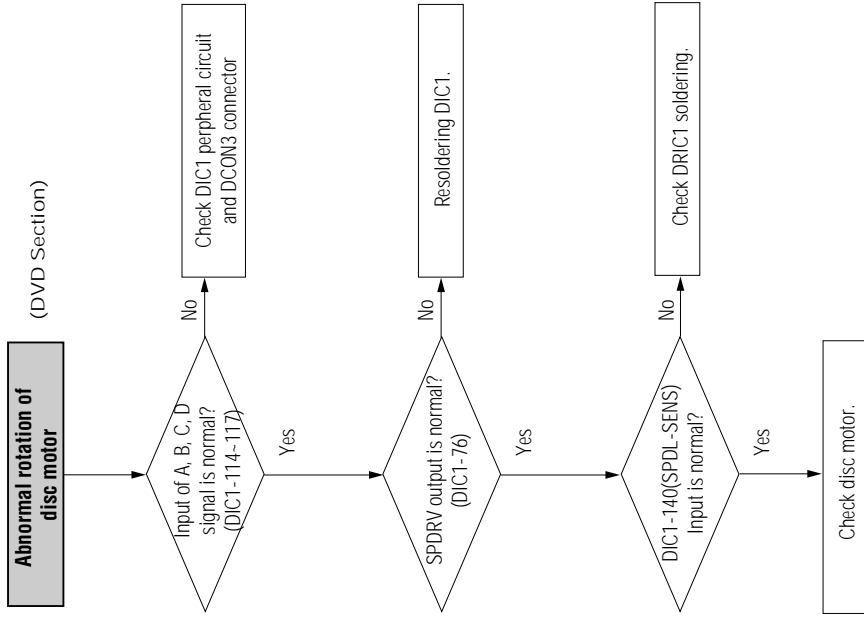 (DVD Section)
Abnormal rotation of
disc motor
Input of A, B, C, D
signal is normal?
(DIC1-114~117)
No
Check DIC1 perpheral circuit
and DCON3 connector
Yes
SPDRV output is normal?
(DIC1-76)
No
Resoldering DIC1.
Yes
DIC1-140(SPDL-SENS)
Input is normal?
No
Check DRIC1 soldering.
Yes
Check disc motor.